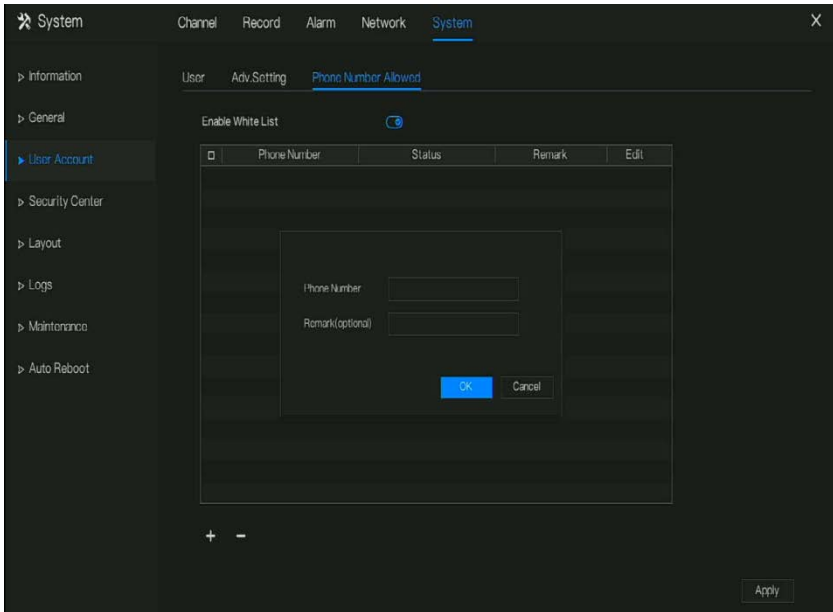 System Channel Record Alarm Network System X
Information
General
User Account
Security Center
Layout
Logs
Maintenance
Auto Reboot
User Adv.Setting Phone Number Allowed
Enable White List
Phone Number Status Remark Edit
Phone Number
Remark(optional)
OK Cancel
+ -
Apply